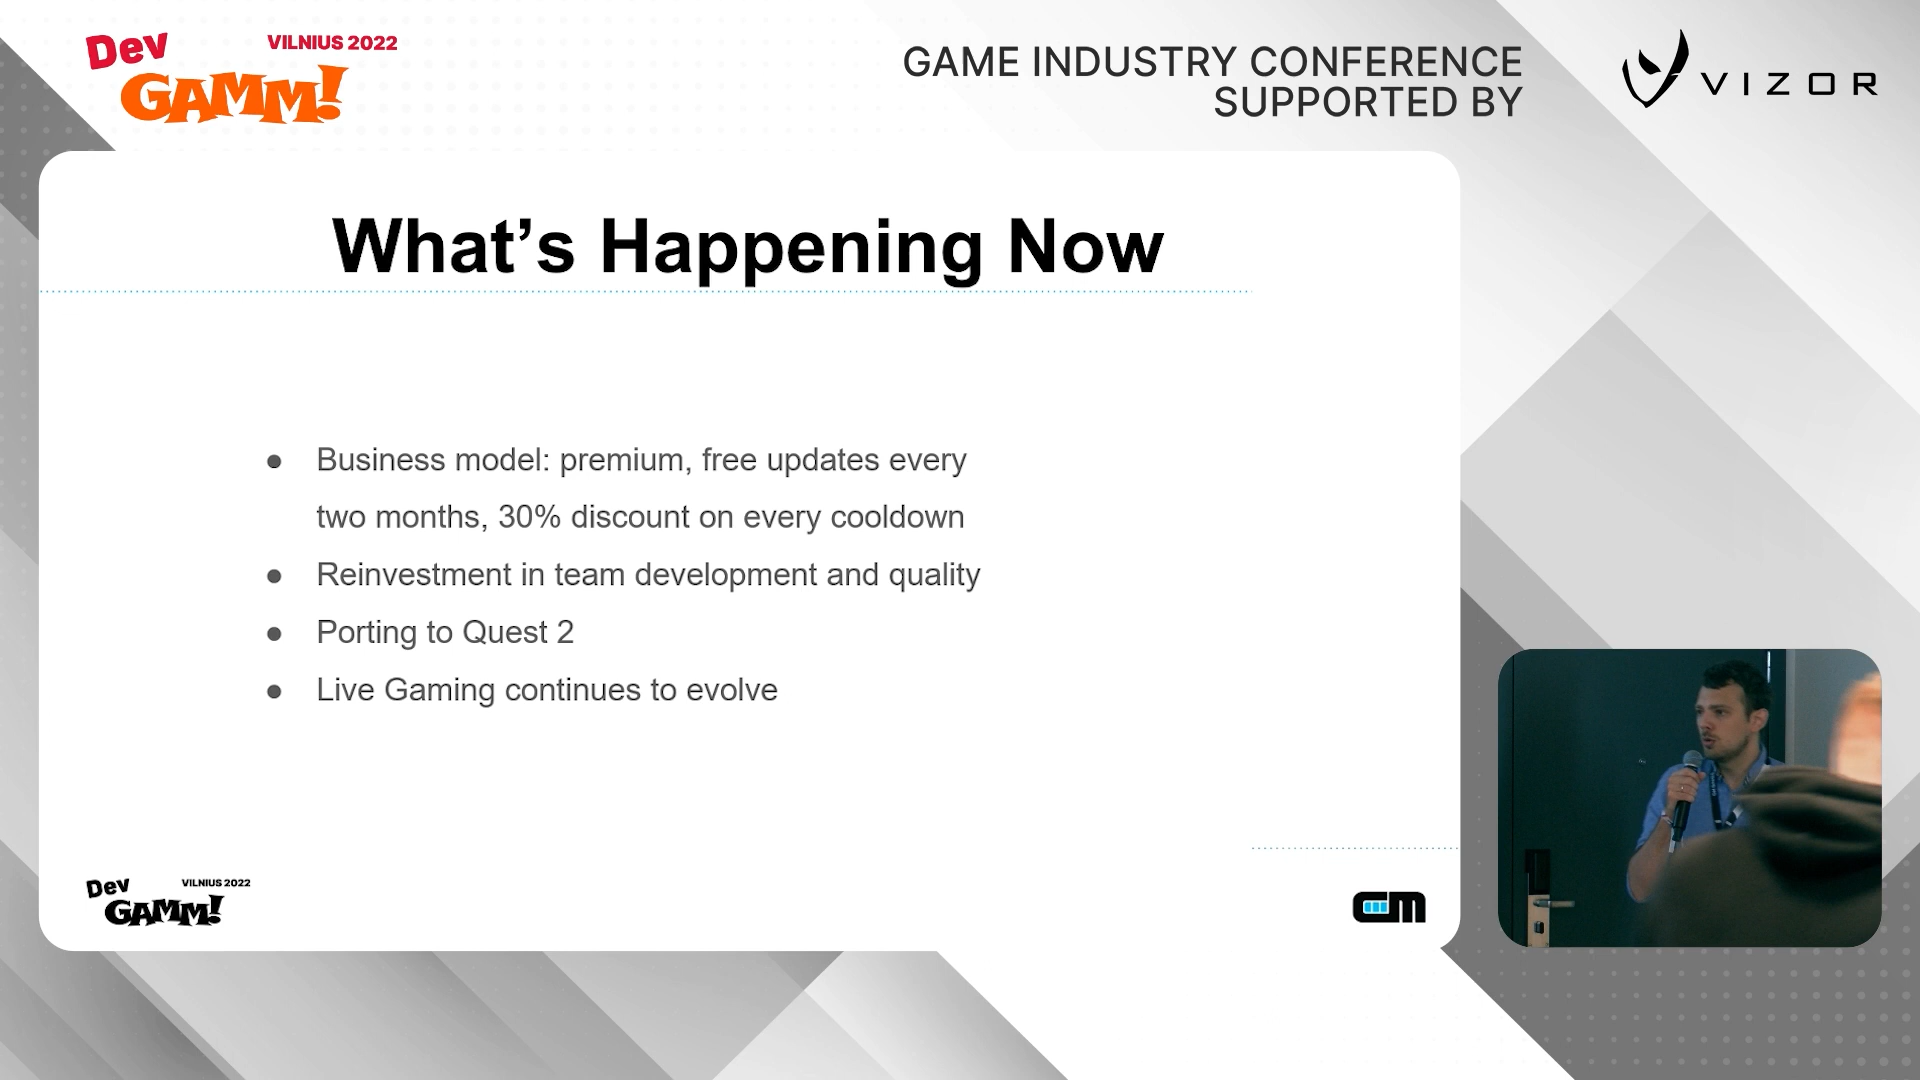 Dev
GAMM!
VILNIUS 2022
GAME INDUSTRY CONFERENCE
SUPPORTED BY
VIZOR
What’s Happening Now
● Business model: premium, free updates every
two months, 30% discount on every cooldown
● Reinvestment in team development and quality
● Porting to Quest 2
● Live Gaming continues to evolve
Dev
GAMM!
VILNIUS 2022